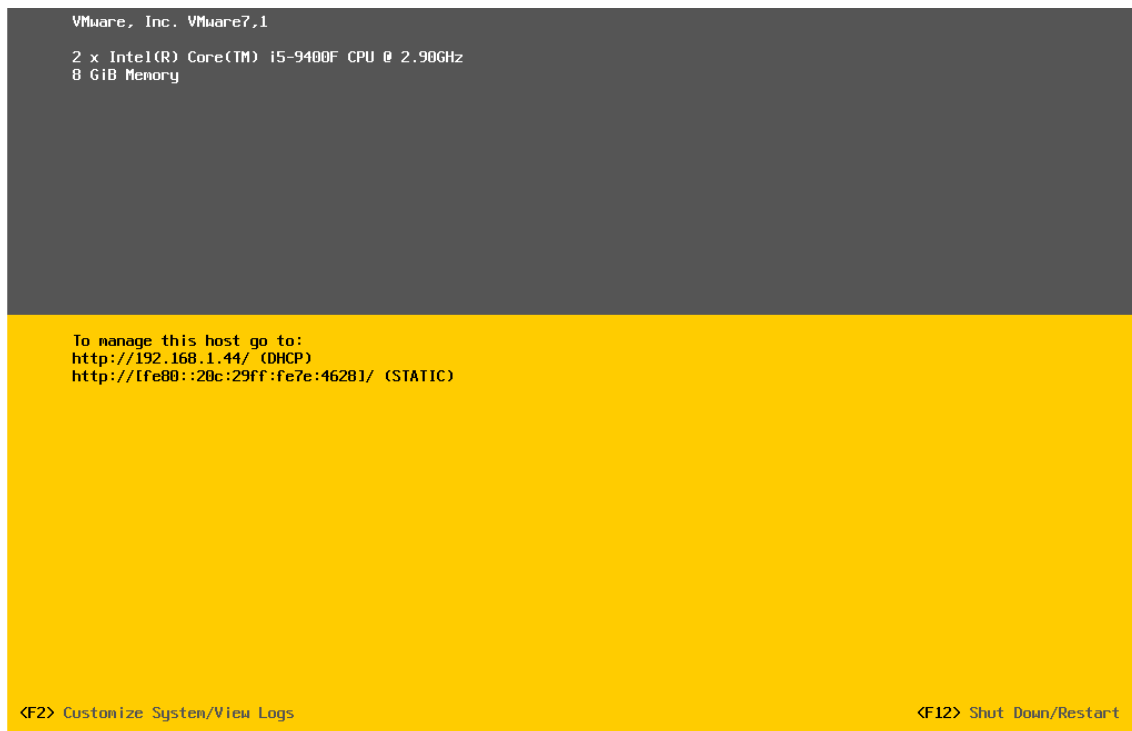 VMware, Inc. VMware7,1
2 x Intel(R) Core(TM) i5-9400F CPU @ 2.90GHz
8 GiB Memory
To manage this host go to:
http://192.168.1.44/ (DHCP)
http://[fe80::20c:29ff:fe7e:4628]/ (STATIC)
<F2> Customize System/View Logs <F12> Shut Down/Restart